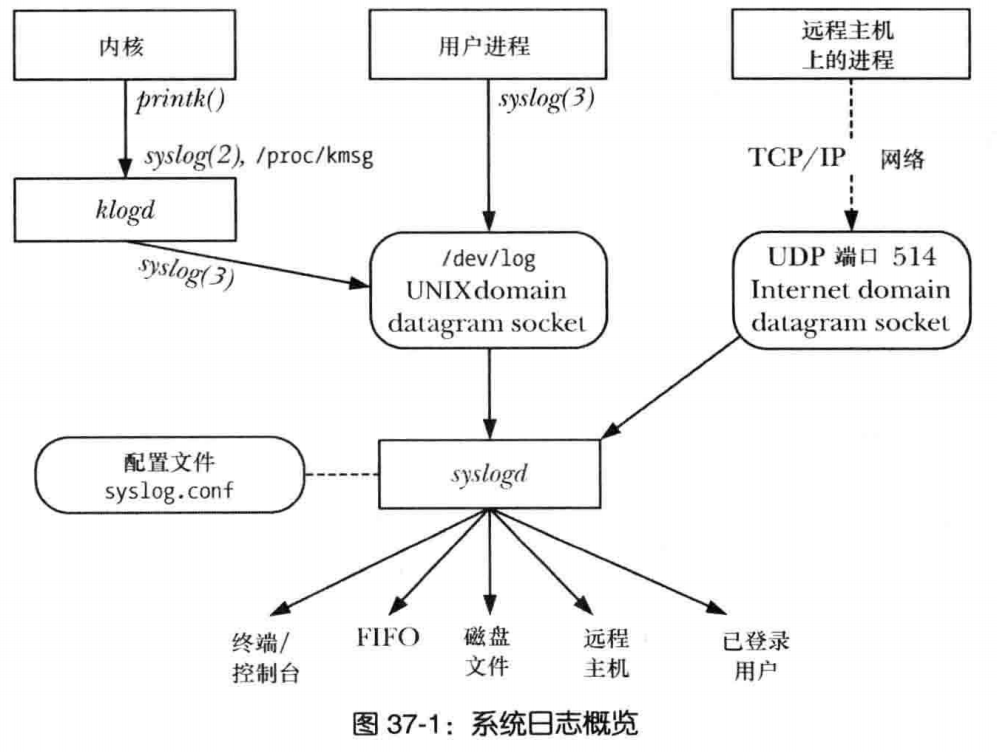 内核
用户进程
远程主机
上的进程
printk()
syslog(3)
syslog(2), /proc/kmsg
TCP/IP 网络
klogd
syslog(3)
/dev/log
UNIXdomain
datagram socket
UDP 端口 514
Internet domain
datagram socket
配置文件
syslog.conf
syslogd
终端/
控制台
FIFO
磁盘
文件
远程
主机
已登录
用户
图 37-1：系统日志概览